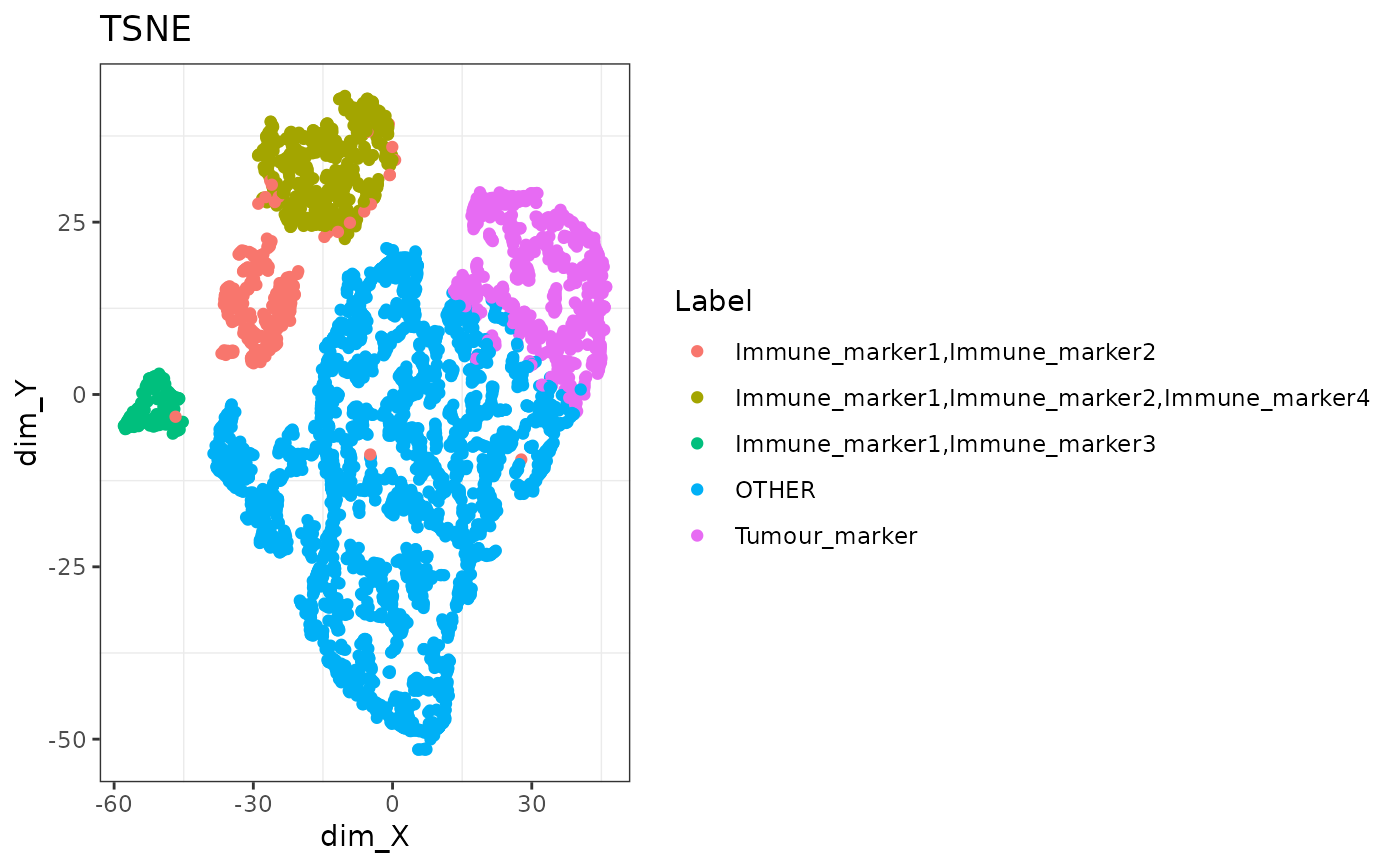 TSNE
25
0
-25
-50
dim_Y
-60
-30
0
30
dim_X
Label
Immune_marker1,Immune_marker2
Immune_marker1,Immune_marker2,Immune_marker4
Immune_marker1,Immune_marker3
OTHER
Tumour_marker